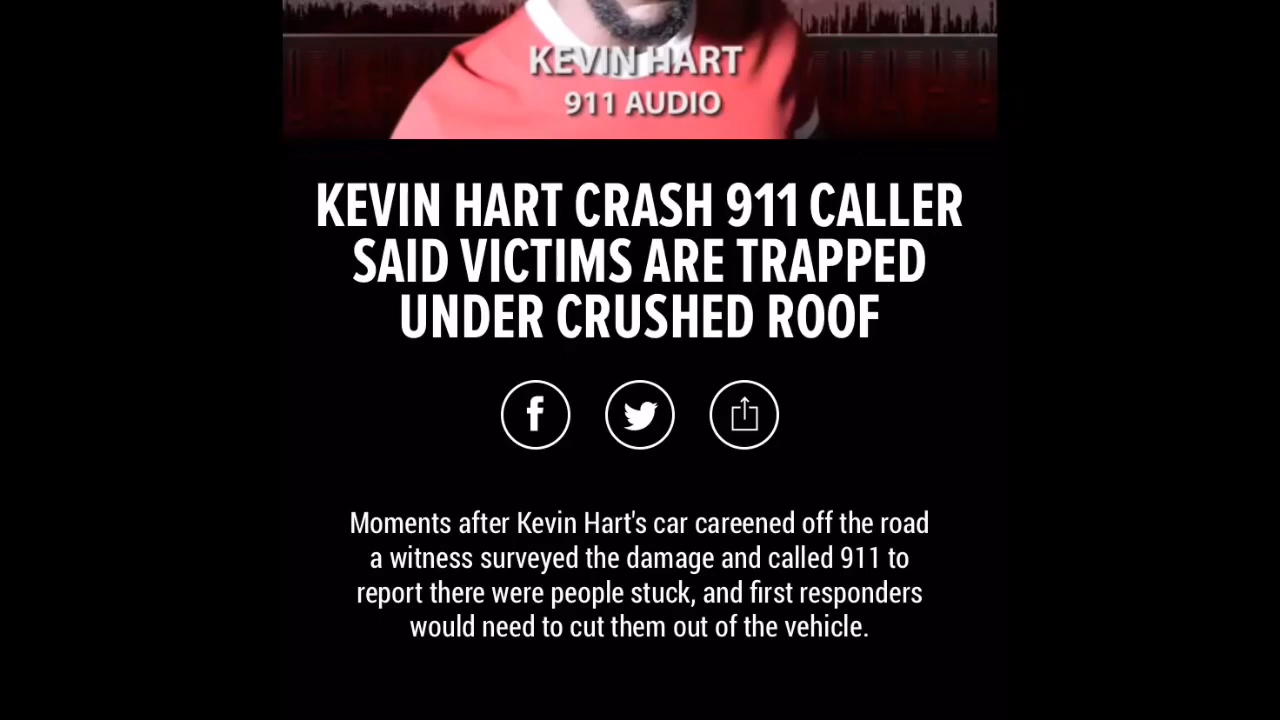 KEVIN HART
911 AUDIO
KEVIN HART CRASH 911 CALLER
SAID VICTIMS ARE TRAPPED
UNDER CRUSHED ROOF
Moments after Kevin Hart's car careened off the road
a witness surveyed the damage and called 911 to
report there were people stuck, and first responders
would need to cut them out of the vehicle.